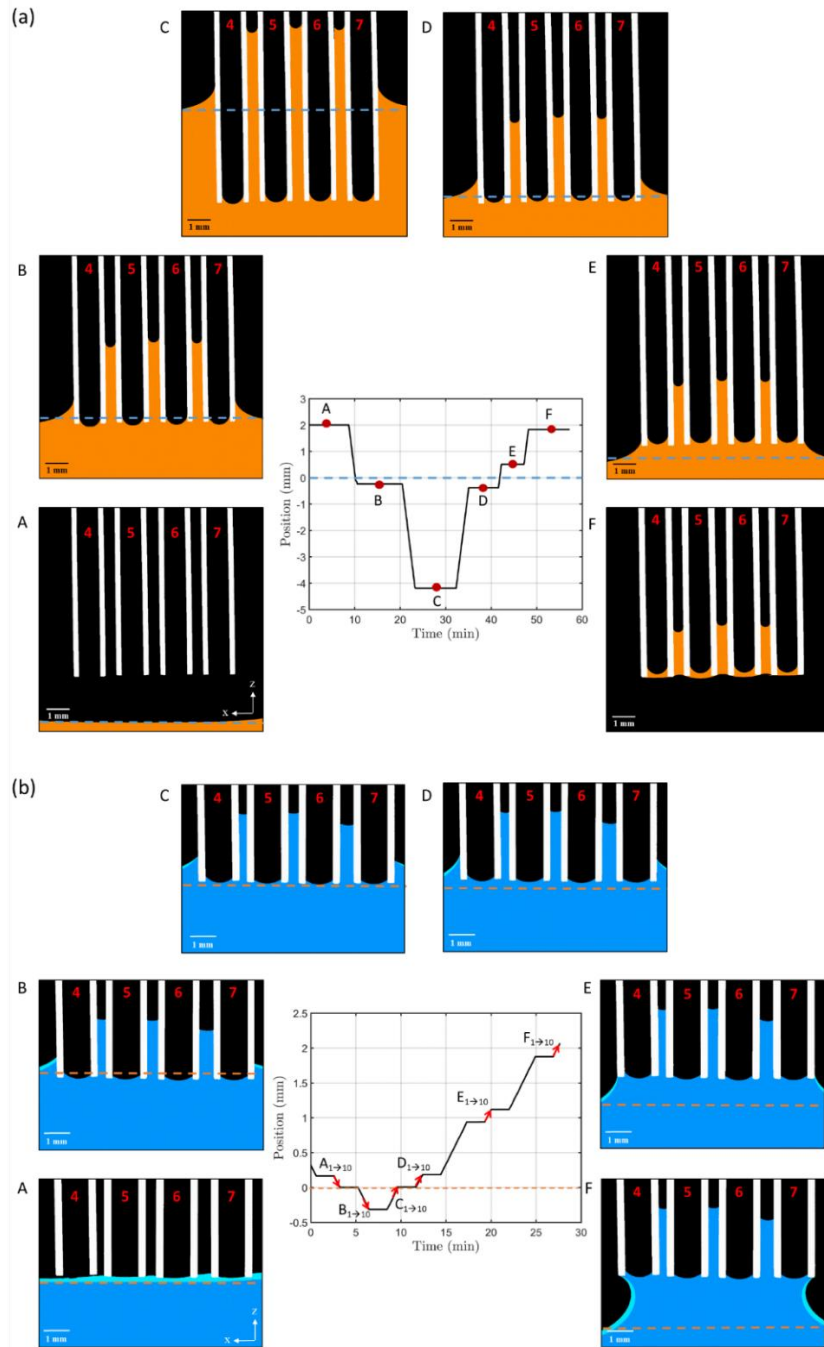 (a)
C
4 5 6 7
1 mm
D
4 5 6 7
1 mm
B
4 5 6 7
1 mm
E
4 5 6 7
1 mm
A
4 5 6 7
1 mm
Z
X
3
2
1
0
-1
-2
-3
-4
-5
0 10 20 30 40 50 60
Position (mm)
Time (min)
A
B
C
D
E
F
F
4 5 6 7
1 mm
(b)
C
4 5 6 7
1 mm
D
4 5 6 7
1 mm
B
4 5 6 7
1 mm
E
4 5 6 7
1 mm
A
4 5 6 7
1 mm
Z
X
2.5
2
1.5
1
0.5
0
-0.5
0 5 10 15 20 25 30
Position (mm)
Time (min)
A1→10
B1→10
C1→10
D1→10
E1→10
F1→10
F
4 5 6 7
1 mm